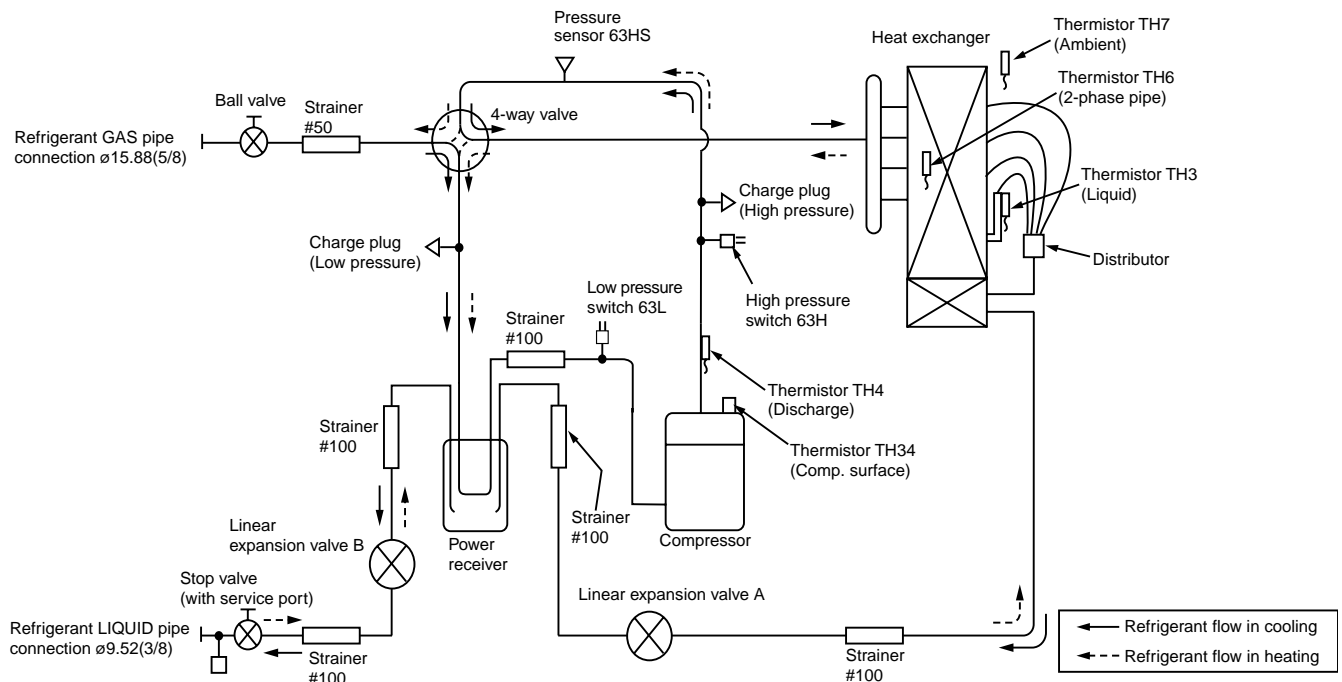 Pressure
sensor 63HS
Heat exchanger
Thermistor TH7
(Ambient)
Thermistor TH6
(2-phase pipe)
Ball valve
Strainer
#50
4-way valve
Refrigerant GAS pipe
connection ø15.88(5/8)
Thermistor TH3
(Liquid)
Charge plug
(High pressure)
Charge plug
(Low pressure)
Distributor
Low pressure
switch 63L
High pressure
switch 63H
Strainer
#100
Thermistor TH4
(Discharge)
Strainer
#100
Thermistor TH34
(Comp. surface)
Strainer
#100
Linear
expansion valve B
Power
receiver
Compressor
Stop valve
(with service port)
Linear expansion valve A
Refrigerant LIQUID pipe
connection ø9.52(3/8)
Strainer
#100
Strainer
#100
Refrigerant flow in cooling
Refrigerant flow in heating